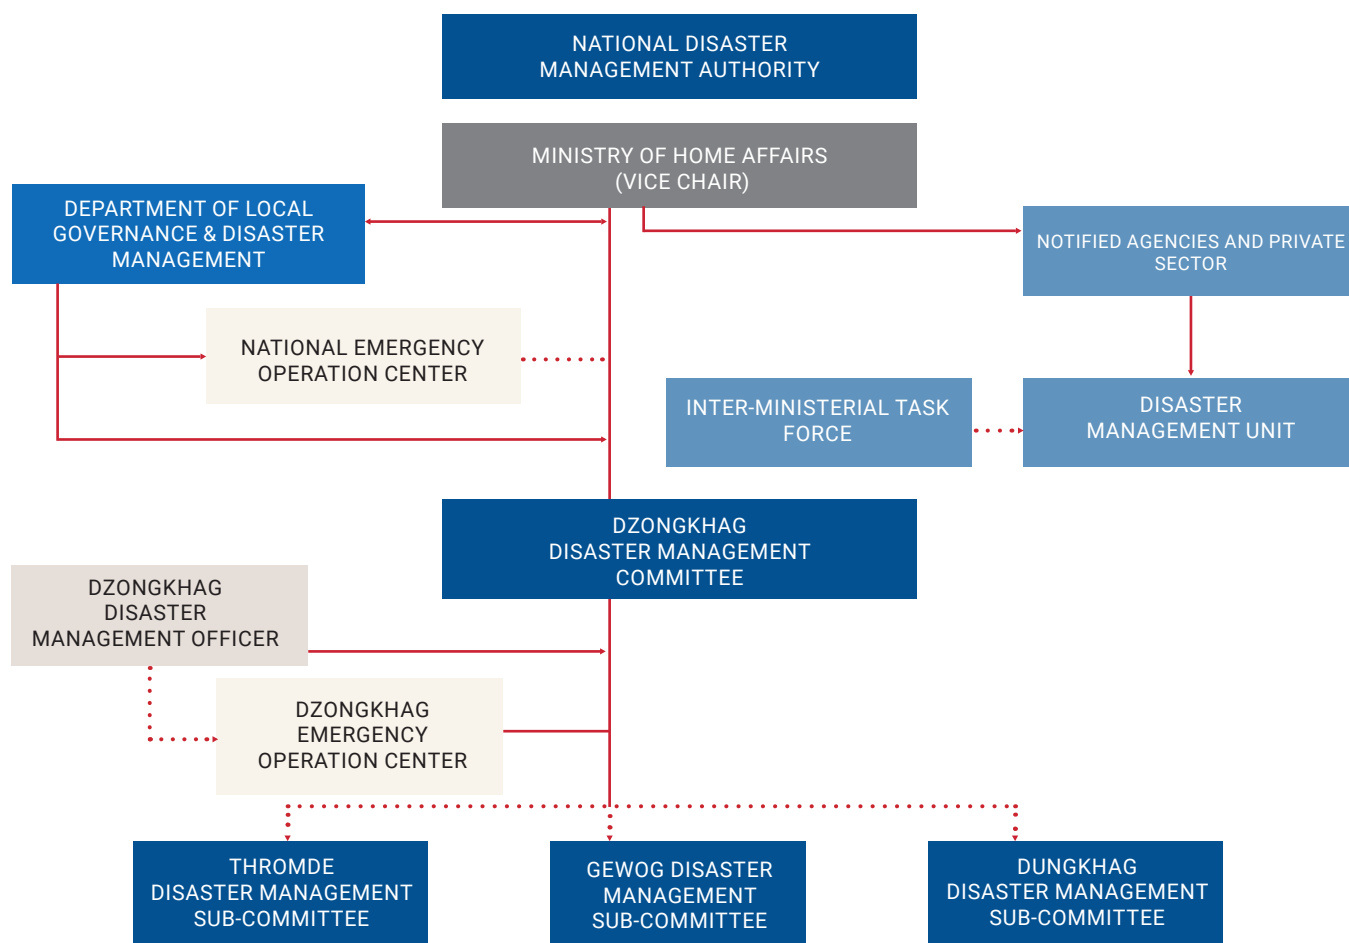 NATIONAL DISASTER
MANAGEMENT AUTHORITY
MINISTRY OF HOME AFFAIRS
(VICE CHAIR)
DEPARTMENT OF LOCAL
GOVERNANCE & DISASTER
MANAGEMENT
NOTIFIED AGENCIES AND PRIVATE
SECTOR
NATIONAL EMERGENCY
OPERATION CENTER
INTER-MINISTERIAL TASK
FORCE
DISASTER
MANAGEMENT UNIT
DZONGKHAG
DISASTER MANAGEMENT
COMMITTEE
DZONGKHAG
DISASTER
MANAGEMENT OFFICER
DZONGKHAG
EMERGENCY
OPERATION CENTER
THROMDE
DISASTER MANAGEMENT
SUB-COMMITTEE
GEWOG DISASTER
MANAGEMENT
SUB-COMMITTEE
DUNGKHAG
DISASTER MANAGEMENT
SUB-COMMITTEE